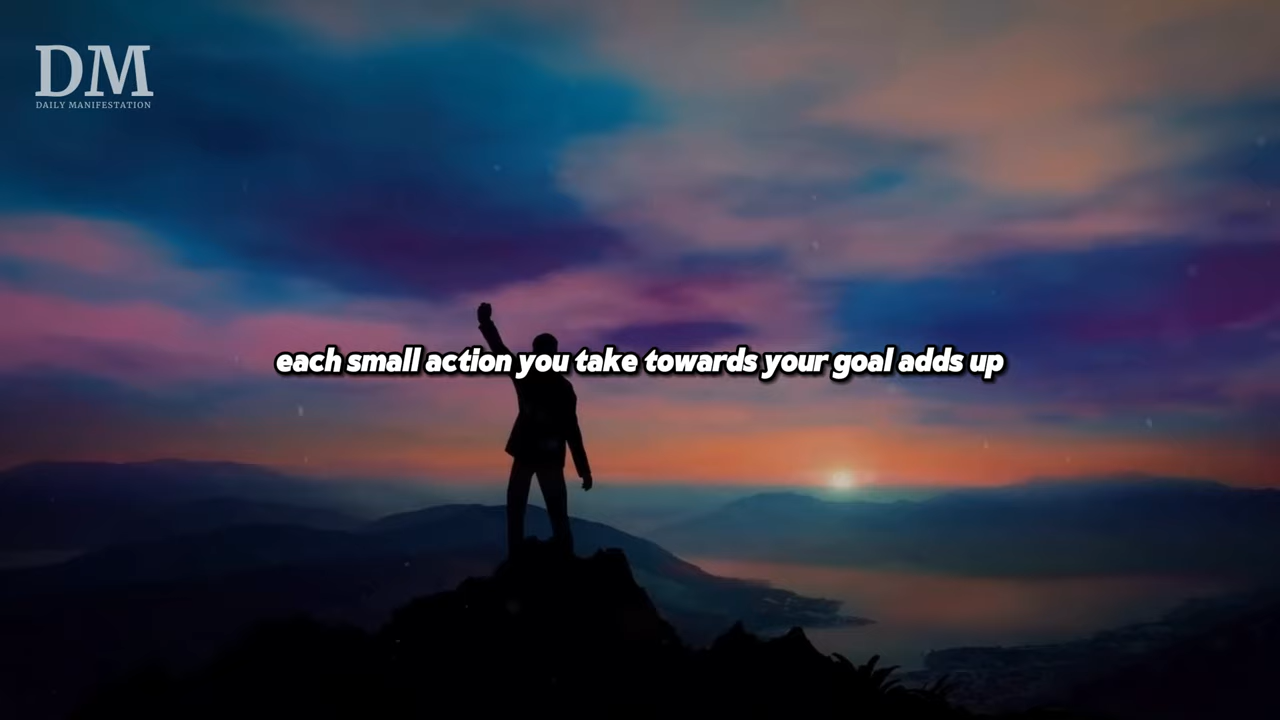 DM
DAILY MANIFESTATION
each small action you take towards your goal adds up